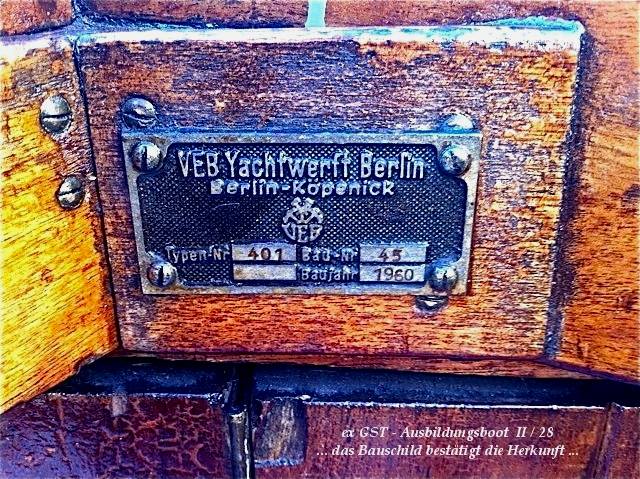 VEB Yachtwerft Berlin
Berlin-Köpenick
VEB
Typen-Nr 401 Bau-Nr 45
Baujahr 1960
ex GST - Ausbildungsboot II / 28
... das Bauschild bestätigt die Herkunft ...